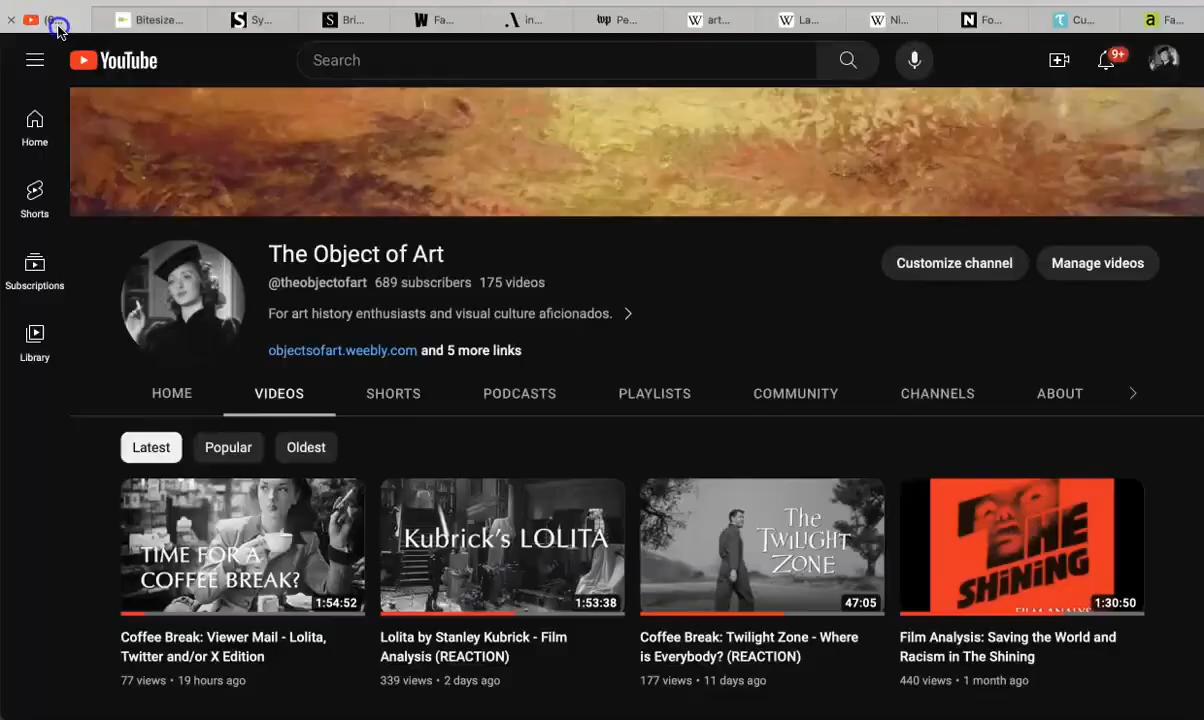 (6...
Bitesize...
Sy...
Bri...
Fa...
in...
Pe...
art...
La...
Ni...
Fo...
Cu...
Fa...
YouTube
Search
9+
Home
Shorts
Subscriptions
Library
The Object of Art
@theobjectofart 689 subscribers 175 videos
For art history enthusiasts and visual culture aficionados.
objectsofart.weebly.com and 5 more links
Customize channel
Manage videos
HOME
VIDEOS
SHORTS
PODCASTS
PLAYLISTS
COMMUNITY
CHANNELS
ABOUT
Latest
Popular
Oldest
TIME FOR A
COFFEE BREAK?
1:54:52
Coffee Break: Viewer Mail - Lolita,
Twitter and/or X Edition
77 views • 19 hours ago
Kubrick's LOLITA
1:53:38
Lolita by Stanley Kubrick - Film
Analysis (REACTION)
339 views • 2 days ago
The
TWILIGHT
ZONE
47:05
Coffee Break: Twilight Zone - Where
is Everybody? (REACTION)
177 views • 11 days ago
THE
SHiNiNG
FILM ANALYS
1:30:50
Film Analysis: Saving the World and
Racism in The Shining
440 views • 1 month ago